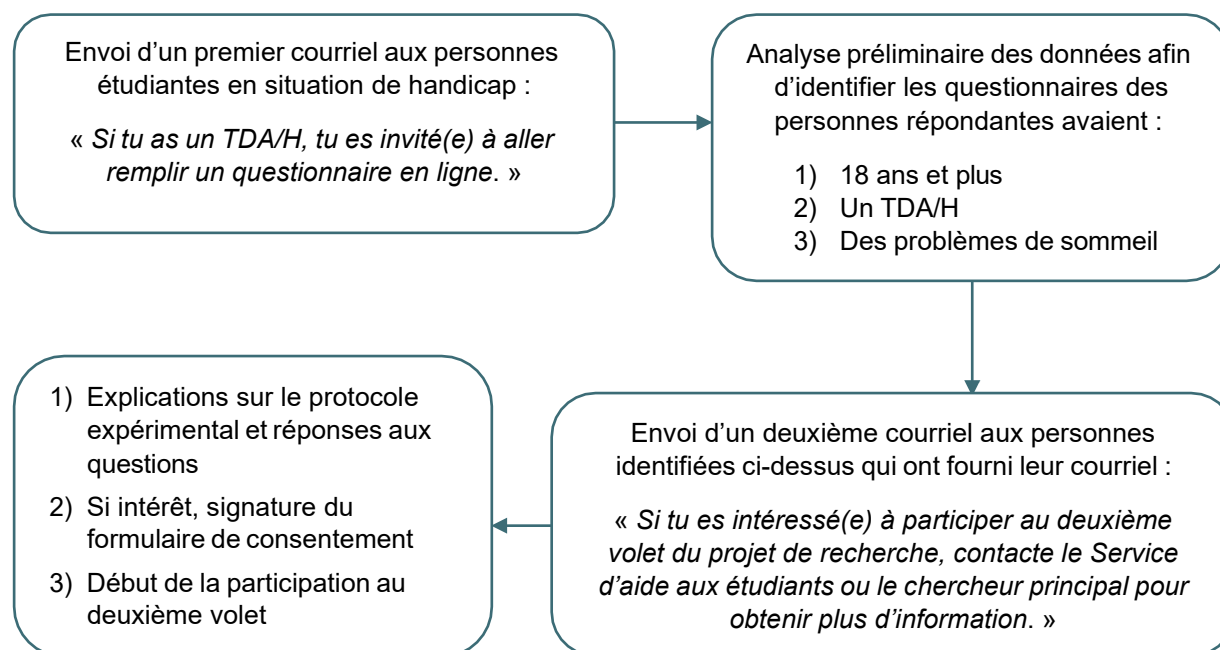 Envoi d’un premier courriel aux personnes
étudiantes en situation de handicap :
« Si tu as un TDA/H, tu es invité(e) à aller
remplir un questionnaire en ligne. »
Analyse préliminaire des données afin
d’identifier les questionnaires des
personnes répondantes avaient :
1) 18 ans et plus
2) Un TDA/H
3) Des problèmes de sommeil
Envoi d’un deuxième courriel aux personnes
identifiées ci-dessus qui ont fourni leur courriel :
« Si tu es intéressé(e) à participer au deuxième
volet du projet de recherche, contacte le Service
d’aide aux étudiants ou le chercheur principal pour
obtenir plus d’information. »
1) Explications sur le protocole
expérimental et réponses aux
questions
2) Si intérêt, signature du
formulaire de consentement
3) Début de la participation au
deuxième volet